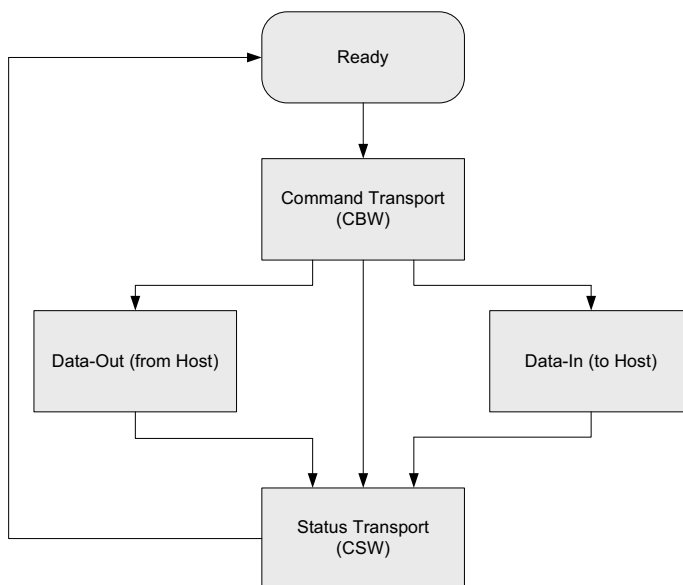 Ready
Command Transport
(CBW)
Data-Out (from Host)
Data-In (to Host)
Status Transport
(CSW)